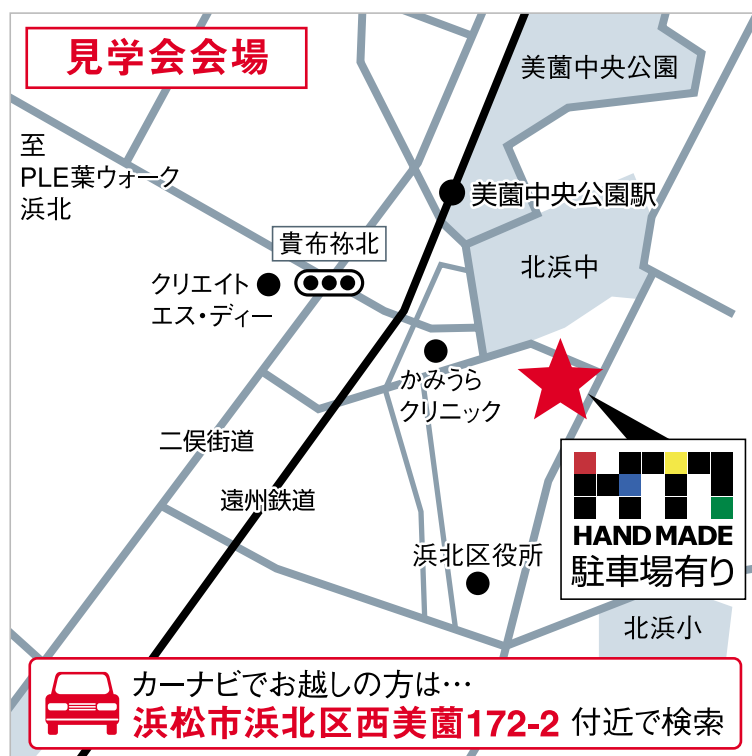 見学会会場
美薗中央公園
至
PLE葉ウォーク
浜北
美薗中央公園駅
貴布祢北
北浜中
クリエイト
エス・ディー
かみうら
クリニック
二俣街道
遠州鉄道
HAND MADE
駐車場有り
浜北区役所
北浜小
カーナビでお越しの方は…
浜松市浜北区西美薗172-2 付近で検索